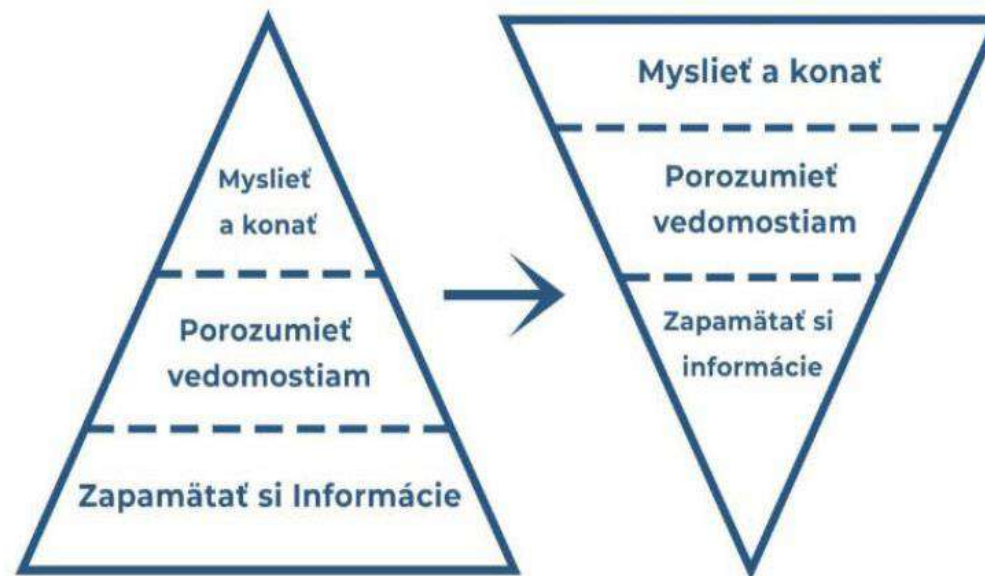 Myslieť
a konať
Porozumieť
vedomostiam
Zapamätať si Informácie
Myslieť a konať
Porozumieť
vedomostiam
Zapamätať si
informácie